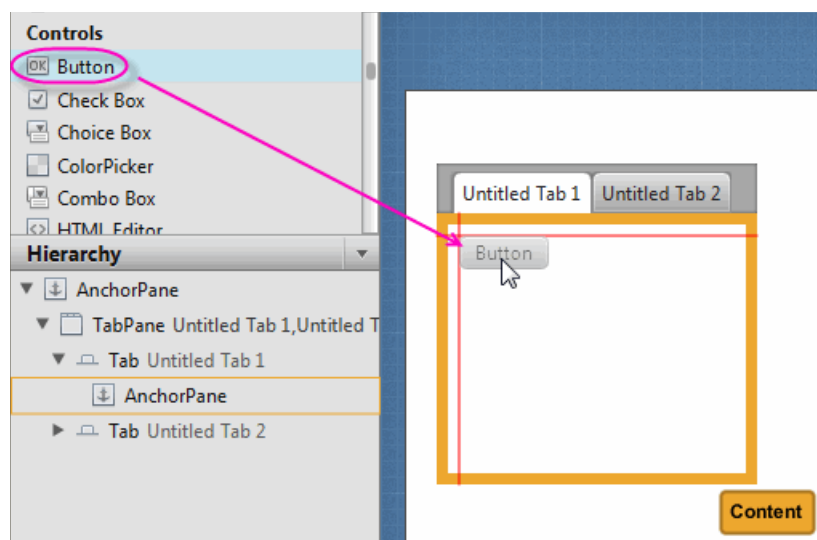 Controls
OK Button
Check Box
Choice Box
ColorPicker
Combo Box
HTML Editor
Hierarchy
AnchorPane
TabPane Untitled Tab 1,Untitled T
Tab Untitled Tab 1
AnchorPane
Tab Untitled Tab 2
Untitled Tab 1 Untitled Tab 2
Button
Content